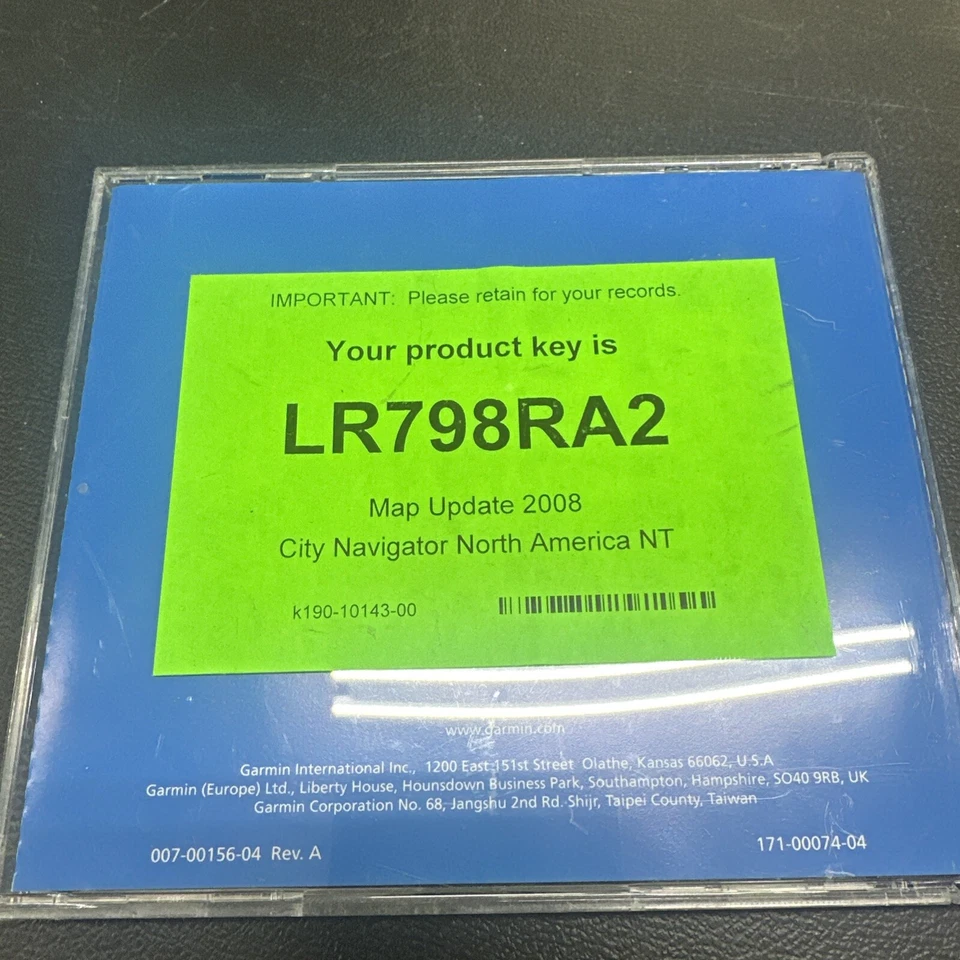 IMPORTANT: Please retain for your records.
Your product key is
LR798RA2
Map Update 2008
City Navigator North America NT
k190-10143-00
www.garmin.com
Garmin International Inc., 1200 East 151st Street Olathe, Kansas 66062, U.S.A
Garmin (Europe) Ltd., Liberty House, Hounsdown Business Park, Southampton, Hampshire, SO40 9RB, UK
Garmin Corporation No. 68, Jangshu 2nd Rd. Shijr, Taipei County, Taiwan
007-00156-04 Rev. A
171-00074-04